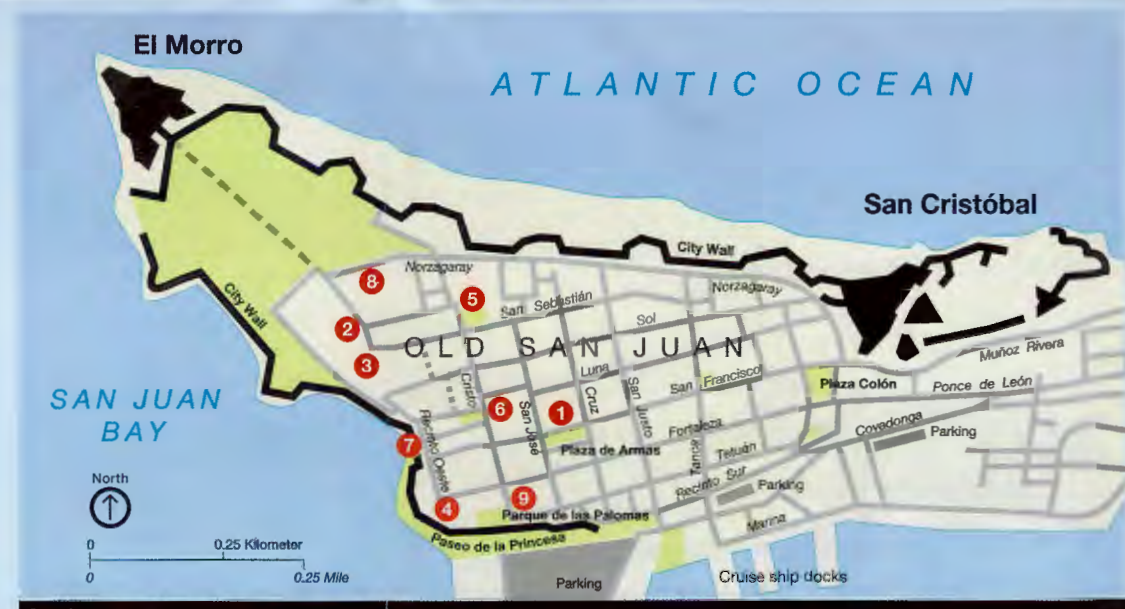 El Morro
ATLANTIC OCEAN
San Cristóbal
City Wall
Norzagaray
8
Norzagaray
5
San Sebastián
City Wall
2
Sol
OLD SAN JUAN
Muñoz Rivera
3
Luna
San Francisco
Plaza Colón
Ponce de León
SAN JUAN
BAY
Cristo
6
San José
1
Cruz
San Justo
Recinto Oeste
Fortaleza
Covadonga
Parking
7
Plaza de Armas
Tanca
Tetuán
North
Recinto Sur
Parking
4
9
Parque de las Palomas
Marina
Paseo de la Princesa
0
0.25 Kilometer
0
0.25 Mile
Parking
Cruise ship docks